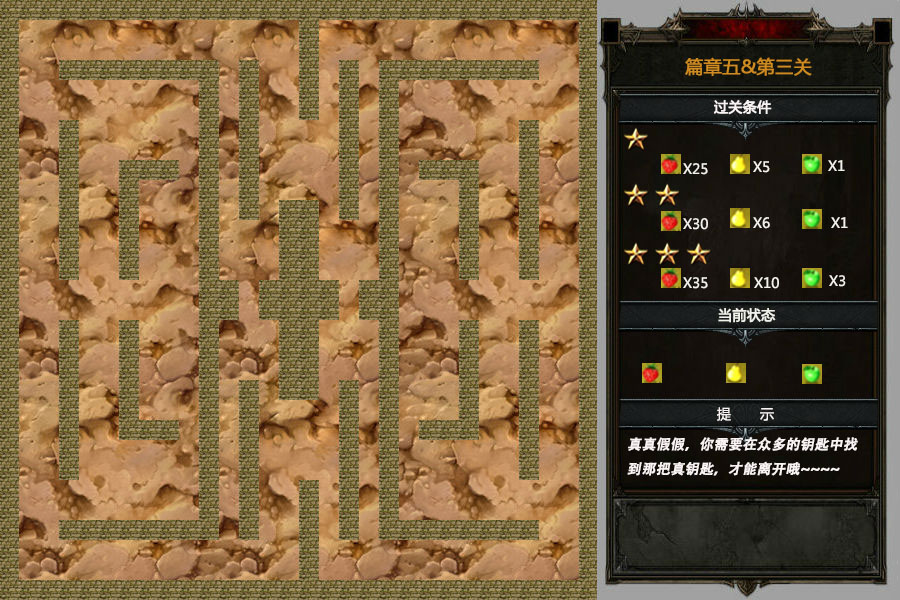 篇章五&第三关
过关条件
X25 X5 X1
X30 X6 X1
X35 X10 X3
当前状态
提 示
真真假假，你需要在众多的钥匙中找
到那把真钥匙，才能离开哦~~~~